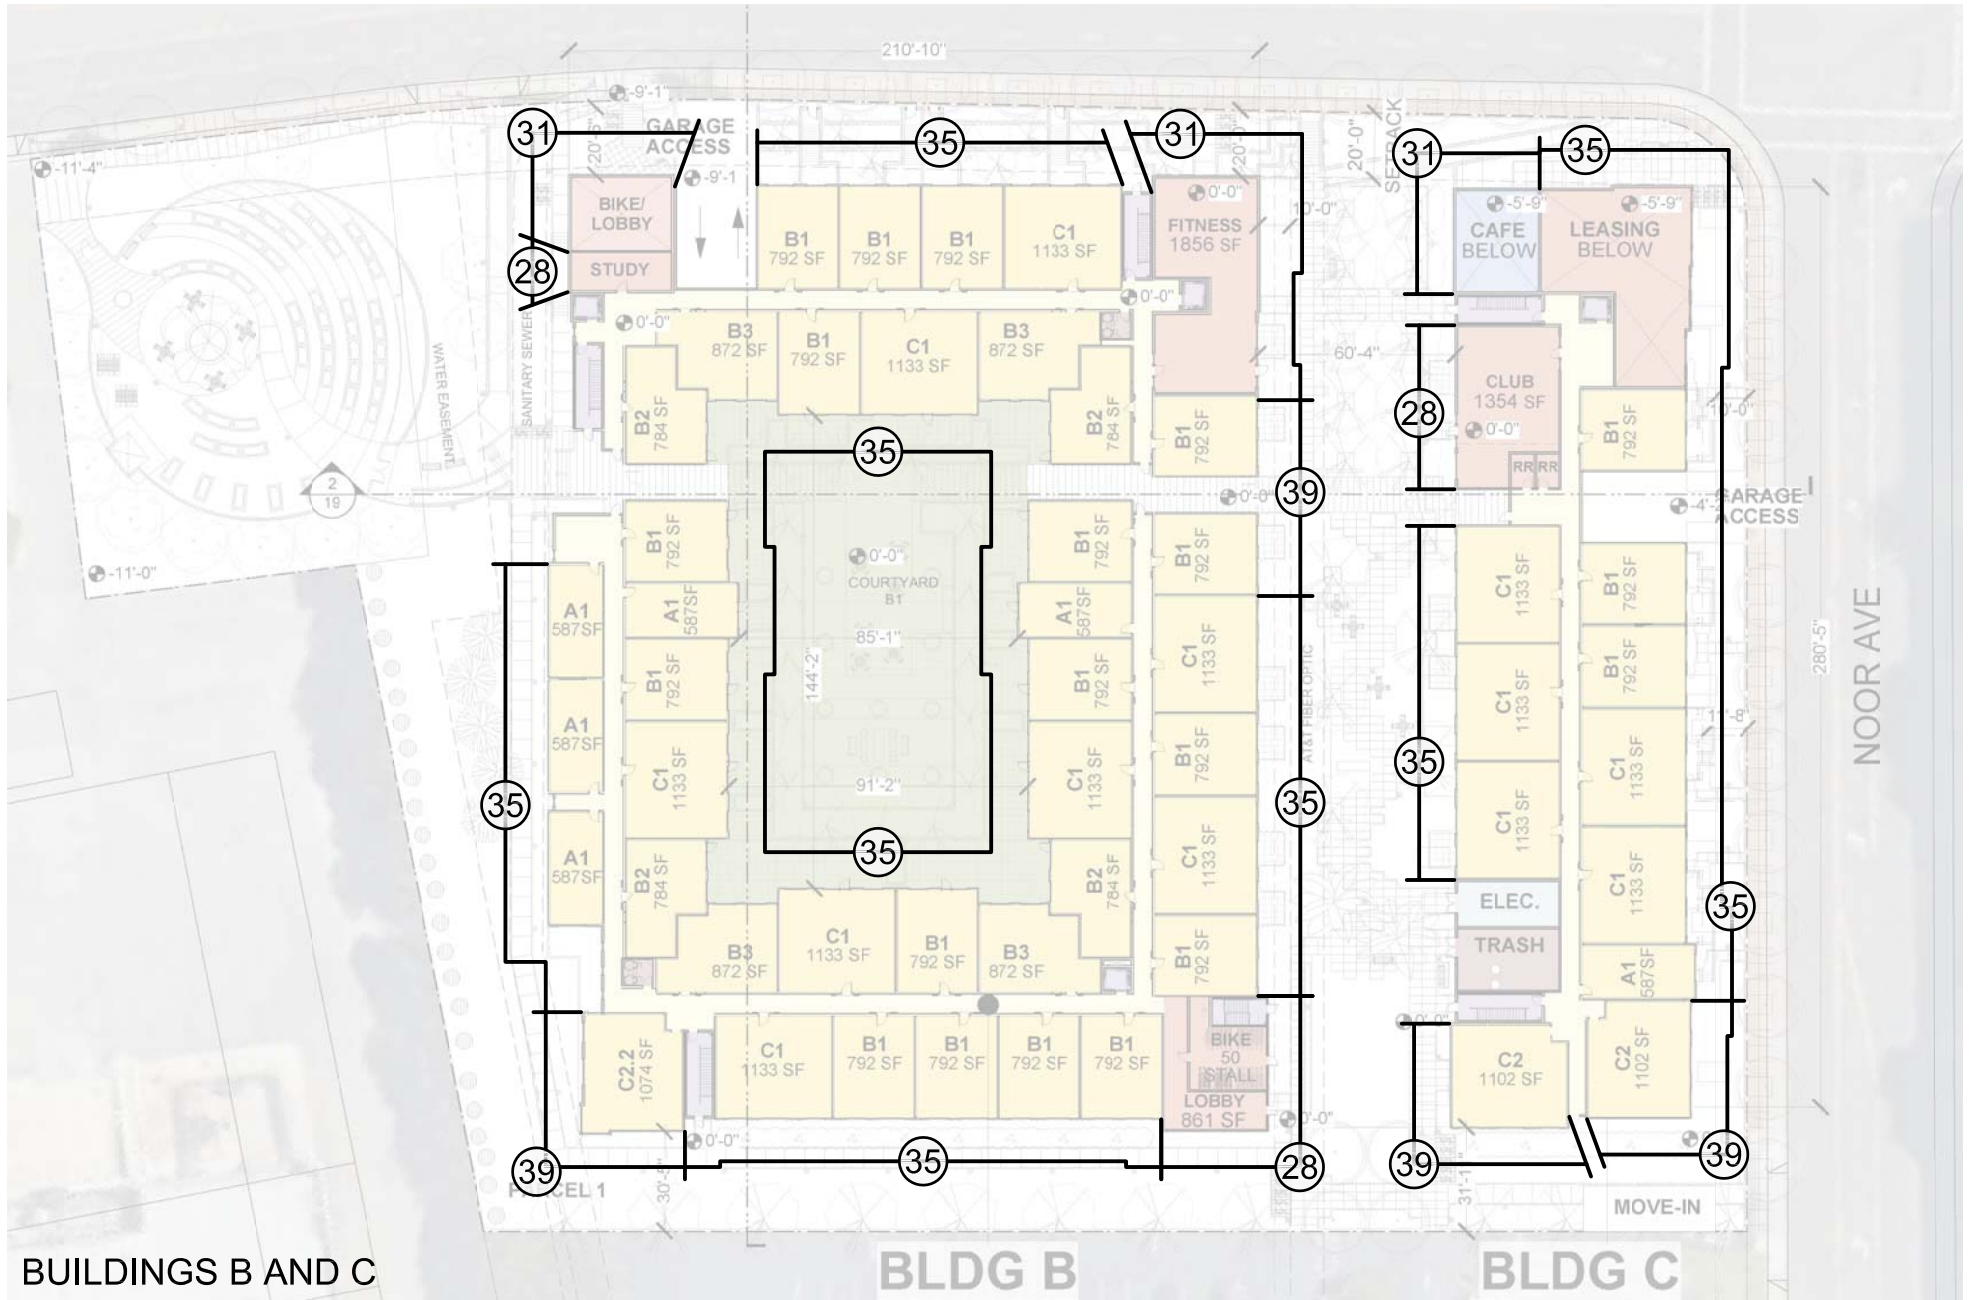 210'-10"
-9'-1"
31
GARAGE
ACCESS
35
31
20'-0"
SETBACK
31
35
20'-0"
-11'-4"
-9'-1
BIKE/
LOBBY
STUDY
28
B1
792 SF
B1
792 SF
B1
792 SF
C1
1133 SF
0'-0"
FITNESS
1856 SF
10'-0"
-5'-9"
CAFE
BELOW
-5'-9"
LEASING
BELOW
0'-0"
0'-0"
SANITARY SEWER
WATER EASEMENT
B3
872 SF
B1
792 SF
C1
1133 SF
B3
872 SF
B2
784 SF
B2
784 SF
60'-4"
28
CLUB
1354 SF
0'-0"
RR
RR
10'-0"
B1
792 SF
B1
792 SF
35
2
19
0'-0"
39
-4'-
GARAGE
ACCESS
B1
792 SF
0'-0"
COURTYARD
B1
B1
792 SF
B1
792 SF
C1
1133 SF
B1
792 SF
-11'-0"
A1
587SF
A1
587SF
85'-1"
144'-2"
A1
587SF
C1
1133 SF
AT&T FIBER OPTIC
C1
1133 SF
B1
792 SF
280'-5"
NOOR AVE
A1
587SF
B1
792 SF
B1
792 SF
B1
792 SF
35
C1
1133 SF
35
C1
1133 SF
91'-2"
C1
1133 SF
35
C1
1133 SF
C1
1133 SF
A1
587SF
35
B2
784 SF
B2
784 SF
C1
1133 SF
ELEC.
35
TRASH
B3
872 SF
C1
1133 SF
B1
792 SF
B3
872 SF
B1
792 SF
A1
587SF
0'-0"
C2.2
1074 SF
C1
1133 SF
B1
792 SF
B1
792 SF
B1
792 SF
B1
792 SF
BIKE
50
STALL
LOBBY
861 SF
0'-0"
C2
1102 SF
C2
1102 SF
0'-0"
39
35
28
39
39
PARCEL 1
MOVE-IN
BUILDINGS B AND C
BLDG B
BLDG C